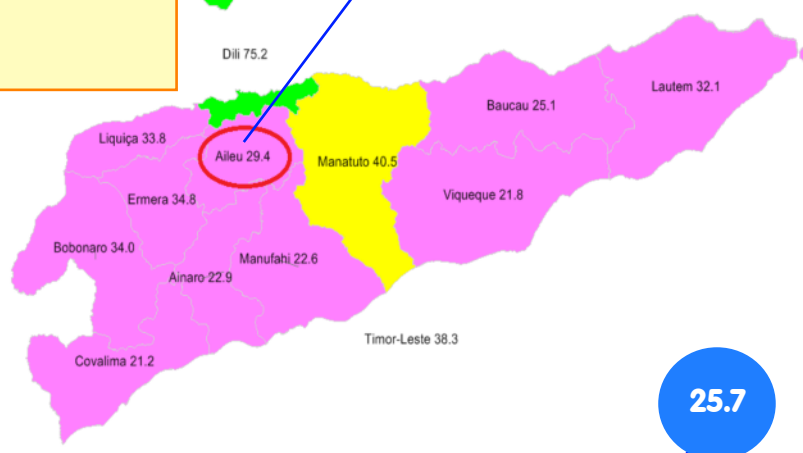 Dili 75.2
Lautem 32.1
Baucau 25.1
Liquiça 33.8
Aileu 29.4
Manatuto 40.5
Viqueque 21.8
Ermera 34.8
Bobonaro 34.0
Manufahi 22.6
Ainaro 22.9
Timor-Leste 38.3
Covalima 21.2
25.7